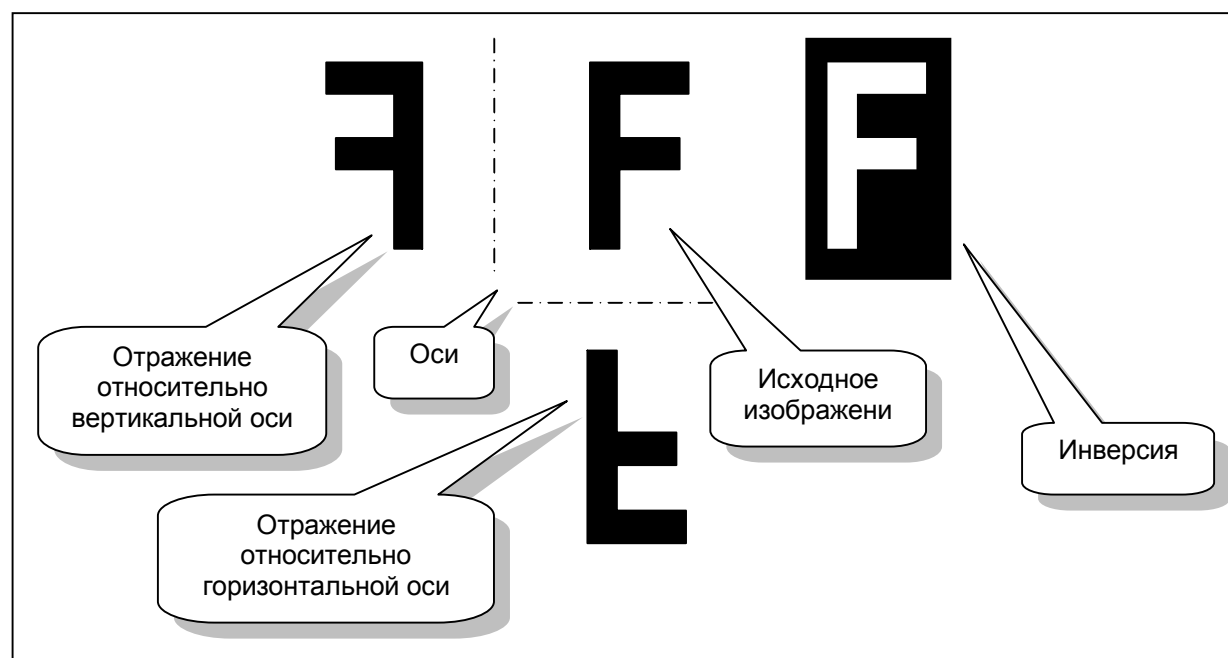 F
Отражение
относительно
вертикальной оси
Оси
Исходное
изображени
Инверсия
F
Отражение
относительно
горизонтальной оси